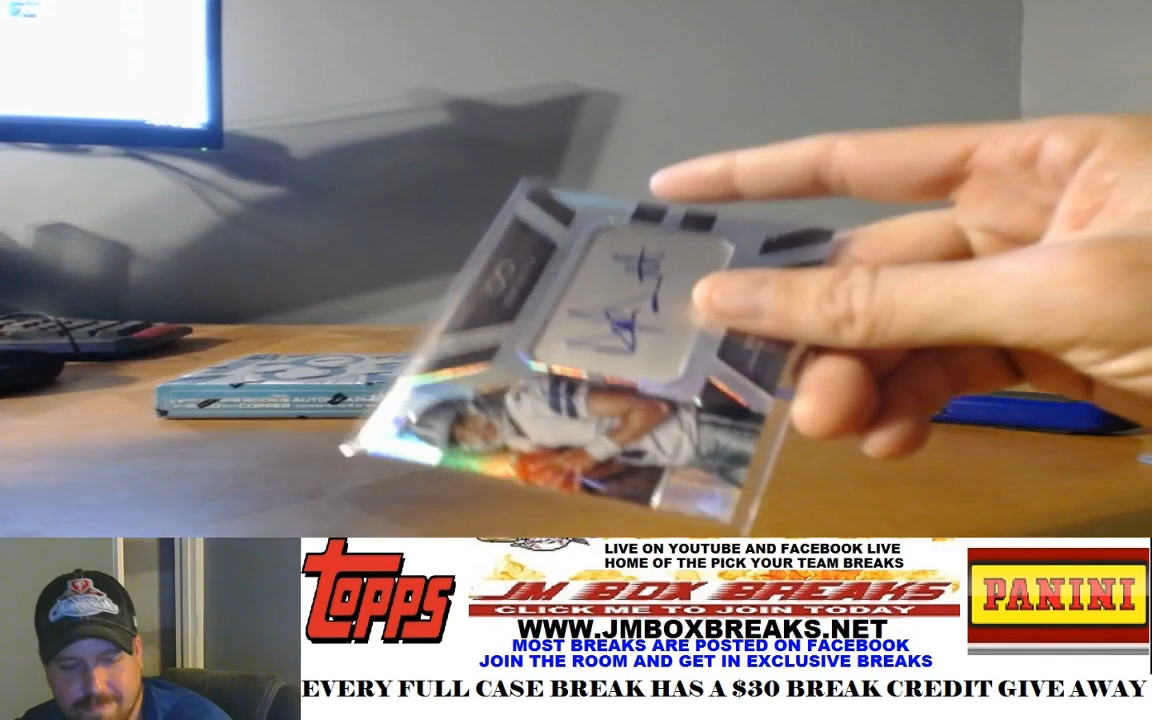 TOPPS
LIVE ON YOUTUBE AND FACEBOOK LIVE
HOME OF THE PICK YOUR TEAM BREAKS
JM BOX BREAKS
CLICK ME TO JOIN TODAY
WWW.JMBOXBREAKS.NET
MOST BREAKS ARE POSTED ON FACEBOOK
JOIN THE ROOM AND GET IN EXCLUSIVE BREAKS
PANINI
EVERY FULL CASE BREAK HAS A $30 BREAK CREDIT GIVE AWAY